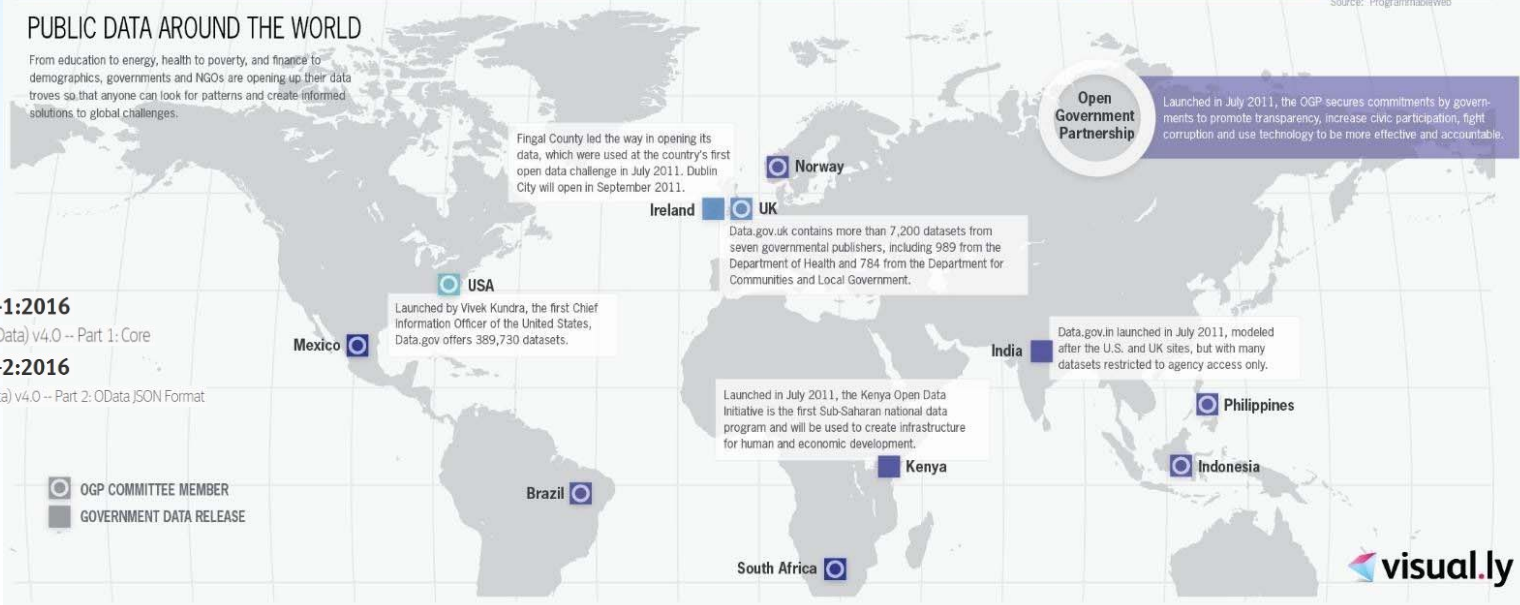 Source: ProgrammableWeb
PUBLIC DATA AROUND THE WORLD
From education to energy, health to poverty, and finance to
demographics, governments and NGOs are opening up their data
troves so that anyone can look for patterns and create informed
solutions to global challenges.
Open
Government
Partnership
Launched in July 2011, the OGP secures commitments by govern-
ments to promote transparency, increase civic participation, fight
corruption and use technology to be more effective and accountable.
Fingal County led the way in opening its
data, which were used at the country's first
open data challenge in July 2011. Dublin
City will open in September 2011.
Norway
Ireland
UK
Data.gov.uk contains more than 7,200 datasets from
seven governmental publishers, including 989 from the
Department of Health and 784 from the Department for
Communities and Local Government.
USA
Launched by Vivek Kundra, the first Chief
Information Officer of the United States,
Data.gov offers 389,730 datasets.
-1:2016
Data) v4.0 -- Part 1: Core
-2:2016
ta) v4.0 -- Part 2: OData JSON Format
Mexico
India
Data.gov.in launched in July 2011, modeled
after the U.S. and UK sites, but with many
datasets restricted to agency access only.
Launched in July 2011, the Kenya Open Data
Initiative is the first Sub-Saharan national data
program and will be used to create infrastructure
for human and economic development.
Philippines
Kenya
Indonesia
Brazil
OGP COMMITTEE MEMBER
GOVERNMENT DATA RELEASE
South Africa
visual.ly